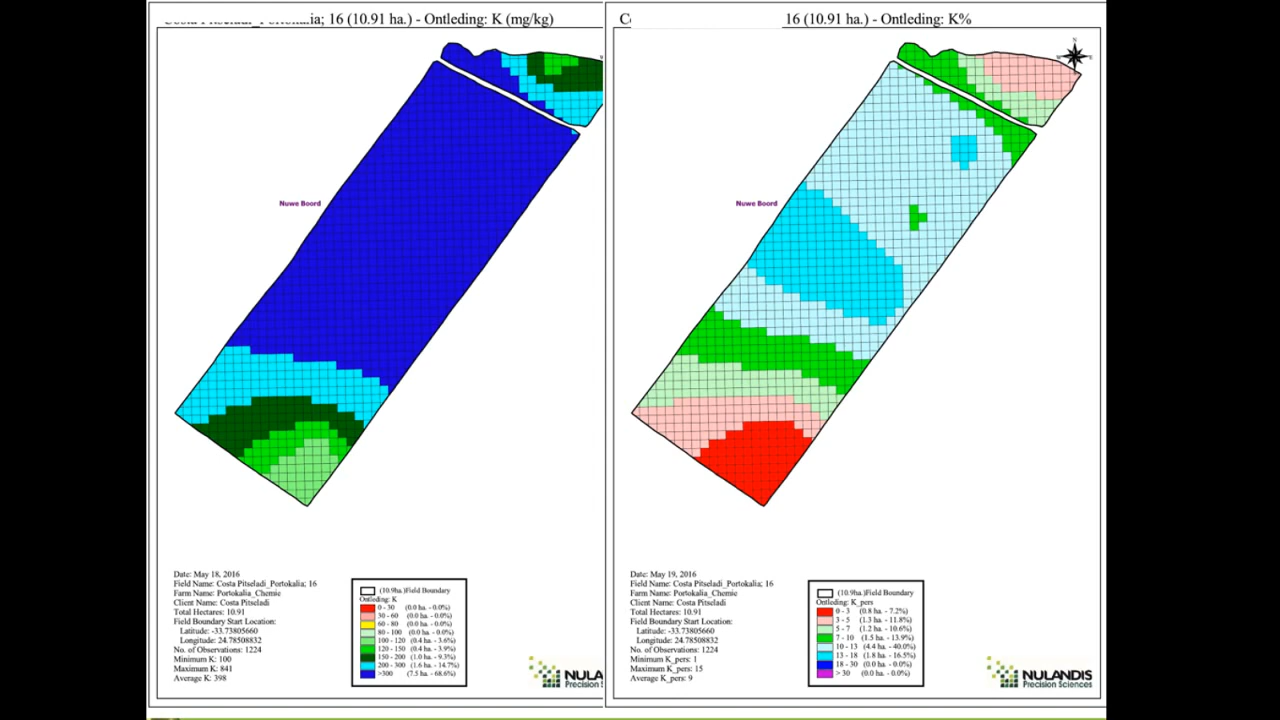 16 (10.91 ha.) - Ontleding: K (mg/kg)
Nuwe Boord
Date: May 18, 2016
Field Name: Costa Pitseladi_Portokalia; 16
Farm Name: Portokalia_Chemie
Client Name: Costa Pitseladi
Total Hectares: 10.91
Field Boundary Start Location:
Latitude: -33.73805660
Longitude: 24.78508832
No. of Observations: 1224
Minimum K: 100
Maximum K: 841
Average K: 398
(10.9ha.)Field Boundary
Ontleding: K
0 - 30 (0.0 ha. - 0.0%)
30 - 60 (0.0 ha. - 0.0%)
60 - 80 (0.0 ha. - 0.0%)
80 - 100 (0.0 ha. - 0.0%)
100 - 120 (0.4 ha. - 3.6%)
120 - 150 (0.4 ha. - 3.9%)
150 - 200 (1.0 ha. - 9.3%)
200 - 300 (1.6 ha. - 14.7%)
>300 (7.5 ha. - 68.6%)
NULA
Precision S
16 (10.91 ha.) - Ontleding: K%
N
Nuwe Boord
Date: May 19, 2016
Field Name: Costa Pitseladi_Portokalia; 16
Farm Name: Portokalia_Chemie
Client Name: Costa Pitseladi
Total Hectares: 10.91
Field Boundary Start Location:
Latitude: -33.73805660
Longitude: 24.78508832
No. of Observations: 1224
Minimum K_pers: 1
Maximum K_pers: 15
Average K_pers: 9
(10.9ha.)Field Boundary
Ontleding: K_pers
0 - 3 (0.8 ha. - 7.2%)
3 - 5 (1.3 ha. - 11.8%)
5 - 7 (1.2 ha. - 10.6%)
7 - 10 (1.5 ha. - 13.9%)
10 - 13 (4.4 ha. - 40.0%)
13 - 18 (1.8 ha. - 16.5%)
18 - 30 (0.0 ha. - 0.0%)
> 30 (0.0 ha. - 0.0%)
NULANDIS
Precision Sciences